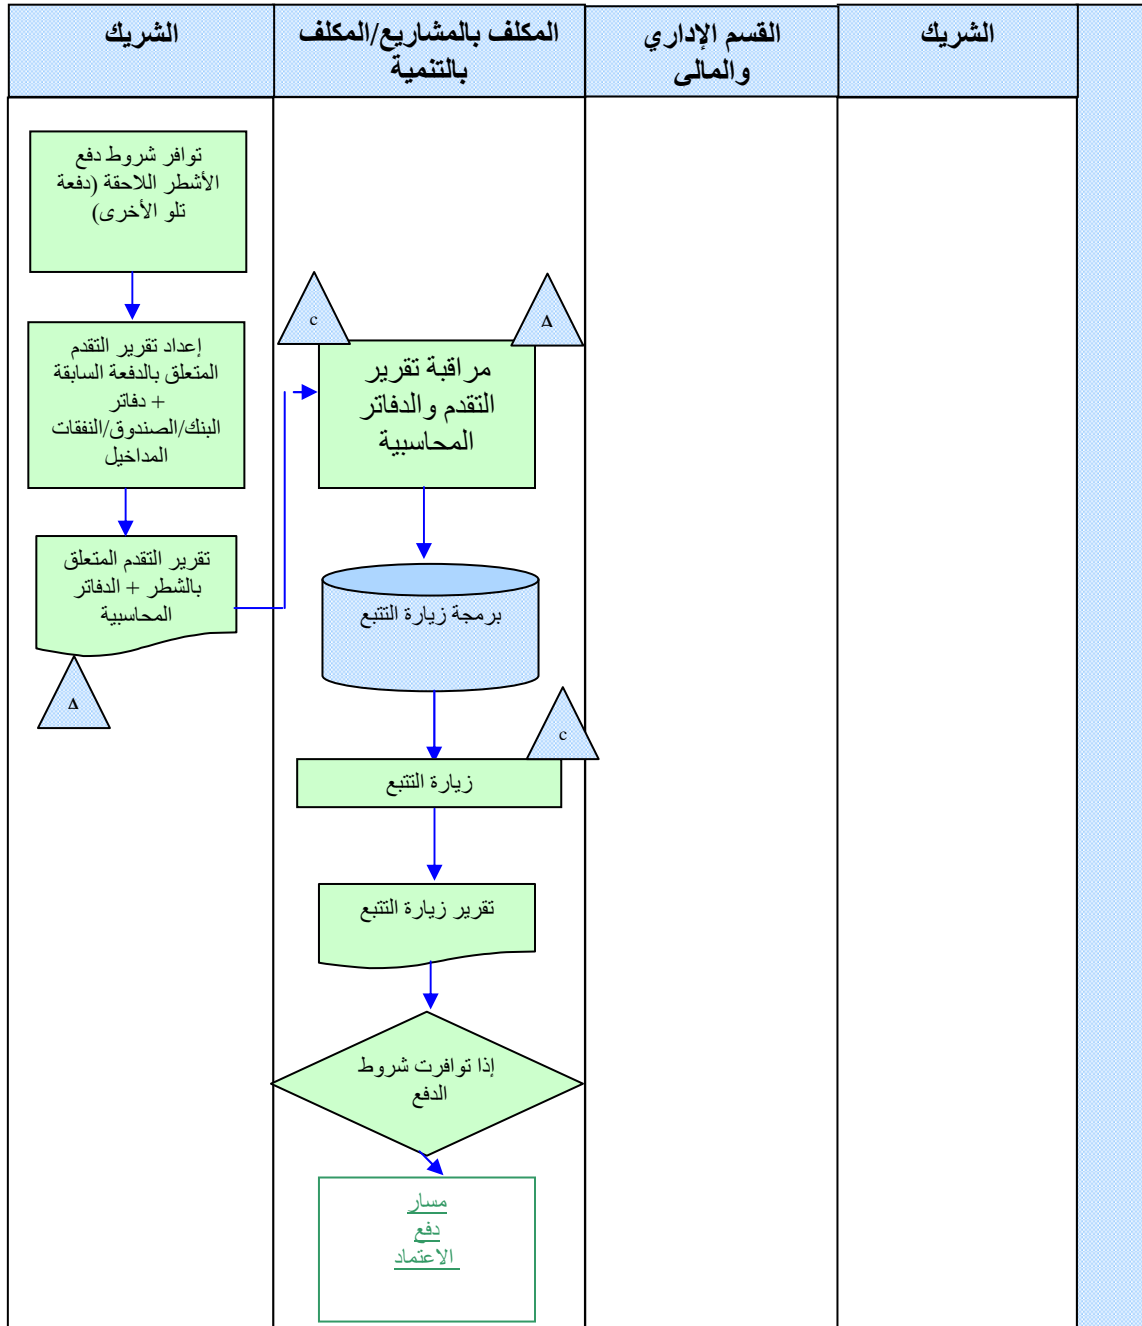 الشريك
المكلف بالمشاريع/المكلف
بالتنمية
القسم الإداري
والمالى
الشريك
توافر شروط دفع
الأشطر اللاحقة (دفعة
تلو الأخرى)
إعداد تقرير التقدم
المتعلق بالدفعة السابقة
+ دفاتر
البنك/الصندوق/النفقات
المداخيل
تقرير التقدم المتعلق
بالشطر + الدفاتر
المحاسبية
Δ
c
Δ
مراقبة تقرير
التقدم والدفاتر
المحاسبية
برمجة زيارة التتبع
c
زيارة التتبع
تقرير زيارة التتبع
إذا توافرت شروط
الدفع
مسار
دفع
الاعتماد